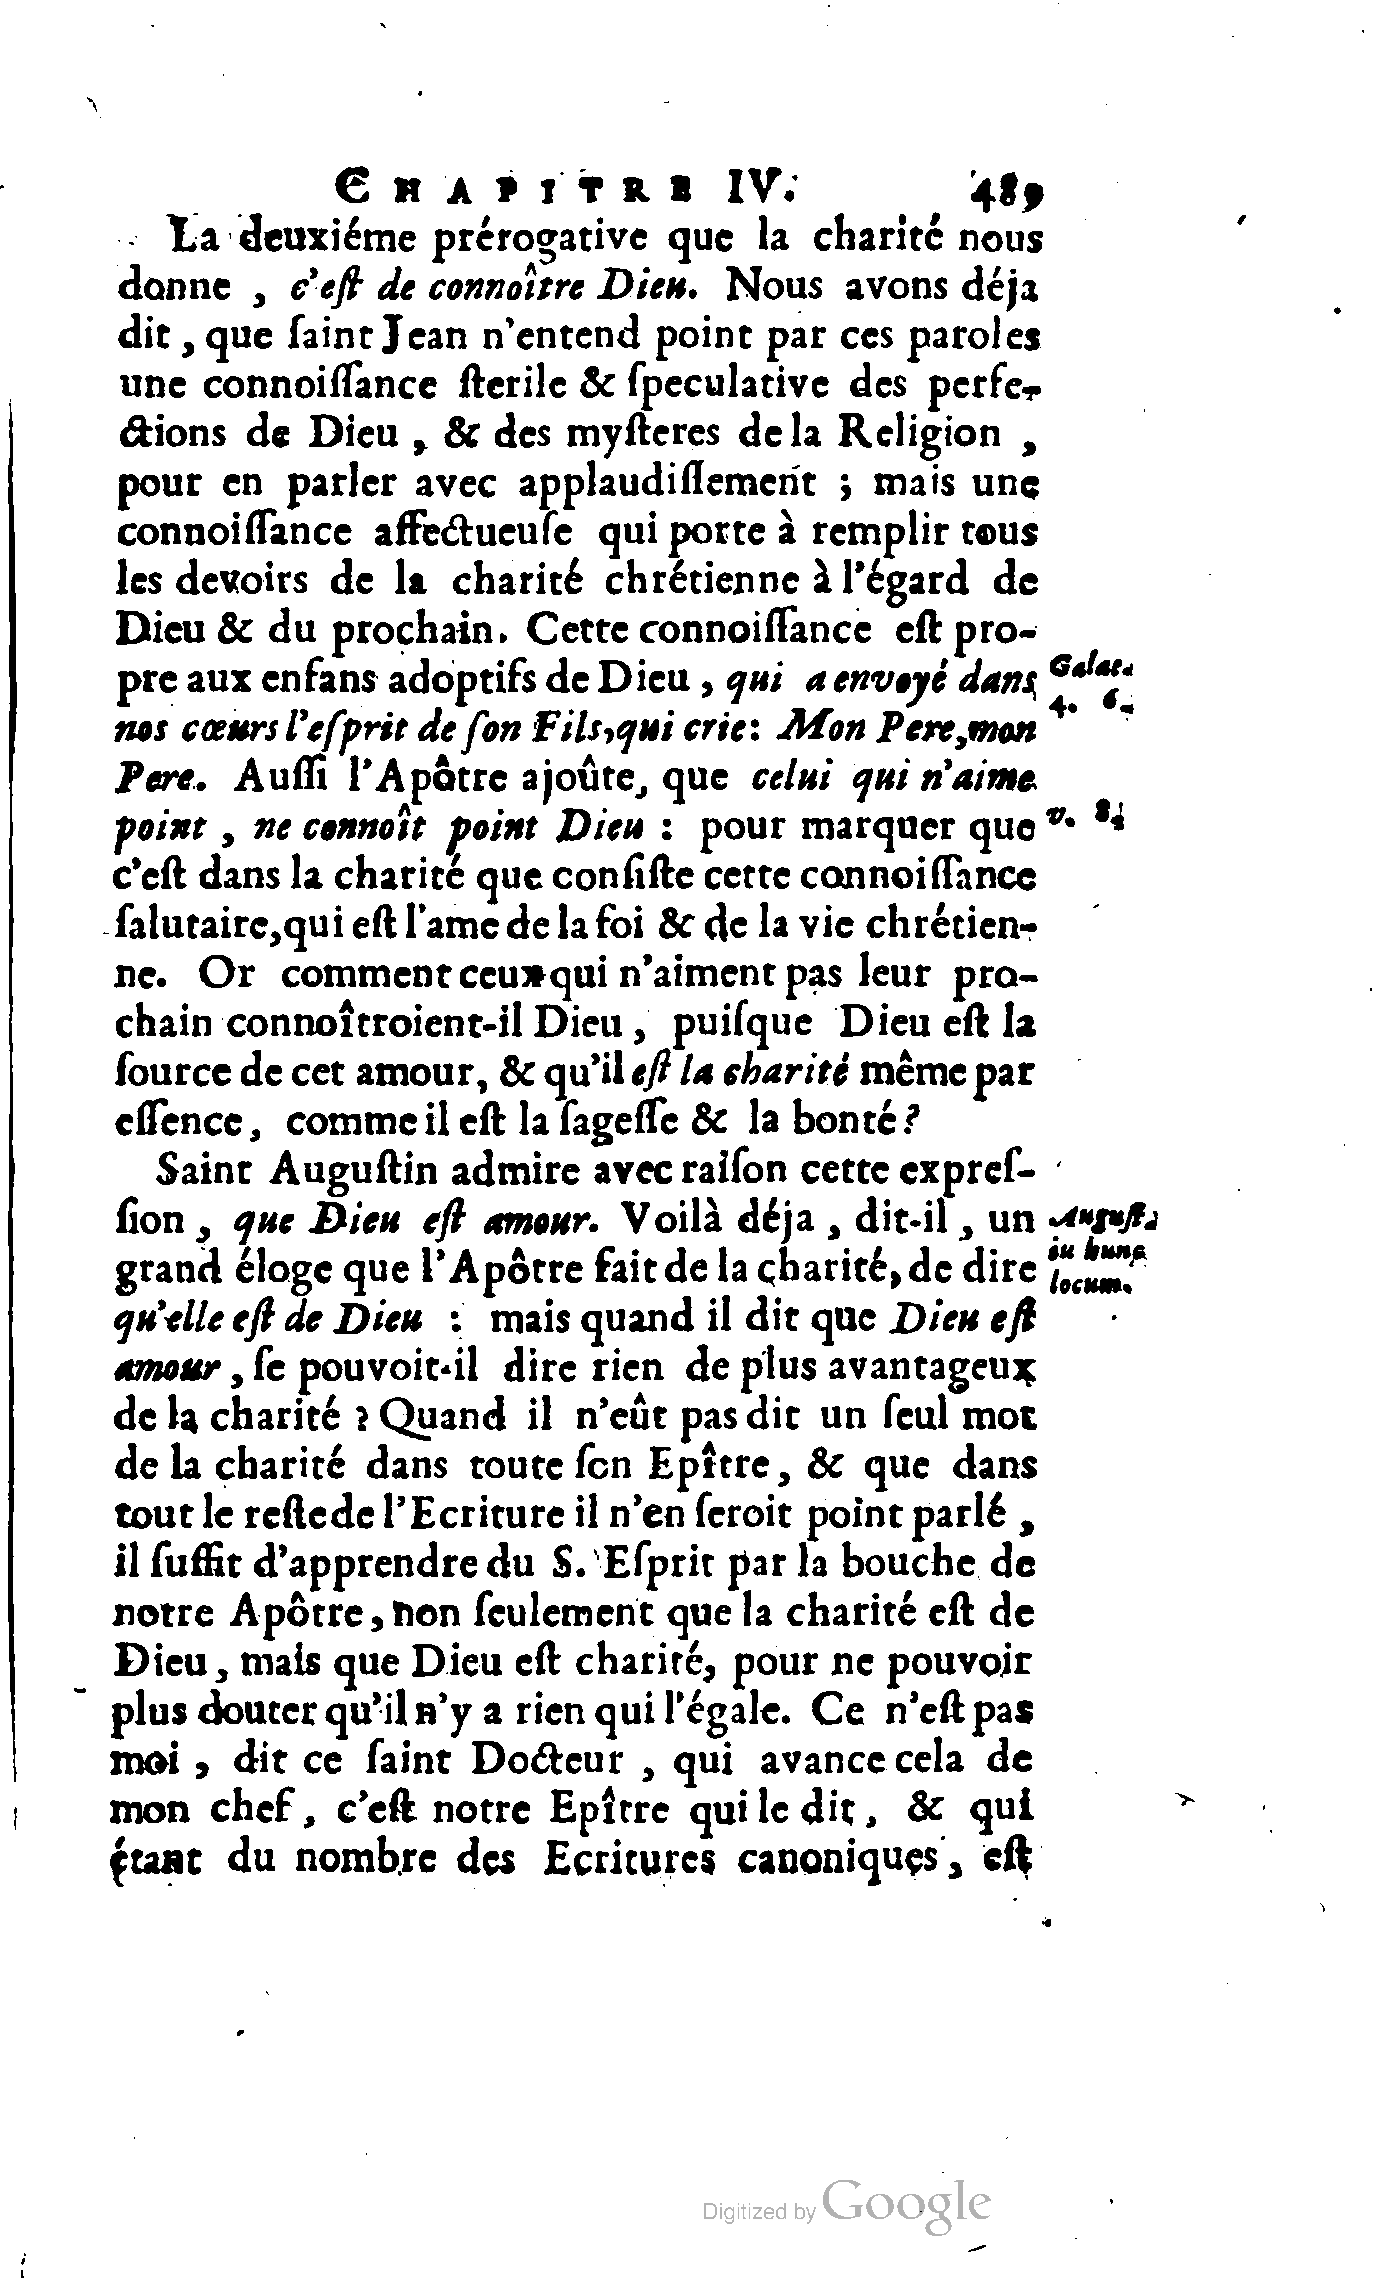 CHAPITRE IV. 489
La deuxiéme prérogative que la charité nous
donne , c'eſt de connoître Dieu. Nous avons déja
dit , que ſaint Jean n'entend point par ces paroles
une connoiſſance ſterile & ſpeculative des perfe-
ctions de Dieu , & des myſteres de la Religion ,
pour en parler avec applaudiſſement ; mais une
connoiſſance affectueuſe qui porte à remplir tous
les devoirs de la charité chrétienne à l'égard de
Dieu & du prochain. Cette connoiſſance eſt pro-
pre aux enfans adoptifs de Dieu , qui a envoyé dans
Galat.
4. 6.
nos cœurs l'eſprit de ſon Fils, qui crie: Mon Pere, mon
Pere. Auſſi l'Apôtre ajoûte, que celui qui n'aime
point , ne connoît point Dieu : pour marquer que
v. 8.
c'eſt dans la charité que conſiſte cette connoiſſance
ſalutaire, qui eſt l'ame de la foi & de la vie chrétien-
ne. Or comment ceux qui n'aiment pas leur pro-
chain connoîtroient-il Dieu , puiſque Dieu eſt la
ſource de cet amour, & qu'il eſt la charité même par
eſſence, comme il eſt la ſageſſe & la bonté ?
Saint Auguſtin admire avec raiſon cette expreſ-
ſion , que Dieu eſt amour. Voilà déja , dit-il , un
grand éloge que l'Apôtre fait de la charité, de dire
Auguſt.
in hunc
locum.
qu'elle eſt de Dieu : mais quand il dit que Dieu eſt
amour , ſe pouvoit-il dire rien de plus avantageux
de la charité ? Quand il n'eût pas dit un ſeul mot
de la charité dans toute ſon Epître, & que dans
tout le reſte de l'Ecriture il n'en ſeroit point parlé ,
il ſuffit d'apprendre du S. Eſprit par la bouche de
notre Apôtre, non ſeulement que la charité eſt de
Dieu, mais que Dieu eſt charité, pour ne pouvoir
plus douter qu'il n'y a rien qui l'égale. Ce n'eſt pas
moi , dit ce ſaint Docteur , qui avance cela de
mon chef, c'eſt notre Epître qui le dit, & qui
étant du nombre des Ecritures canoniques , eſt
Digitized by Google